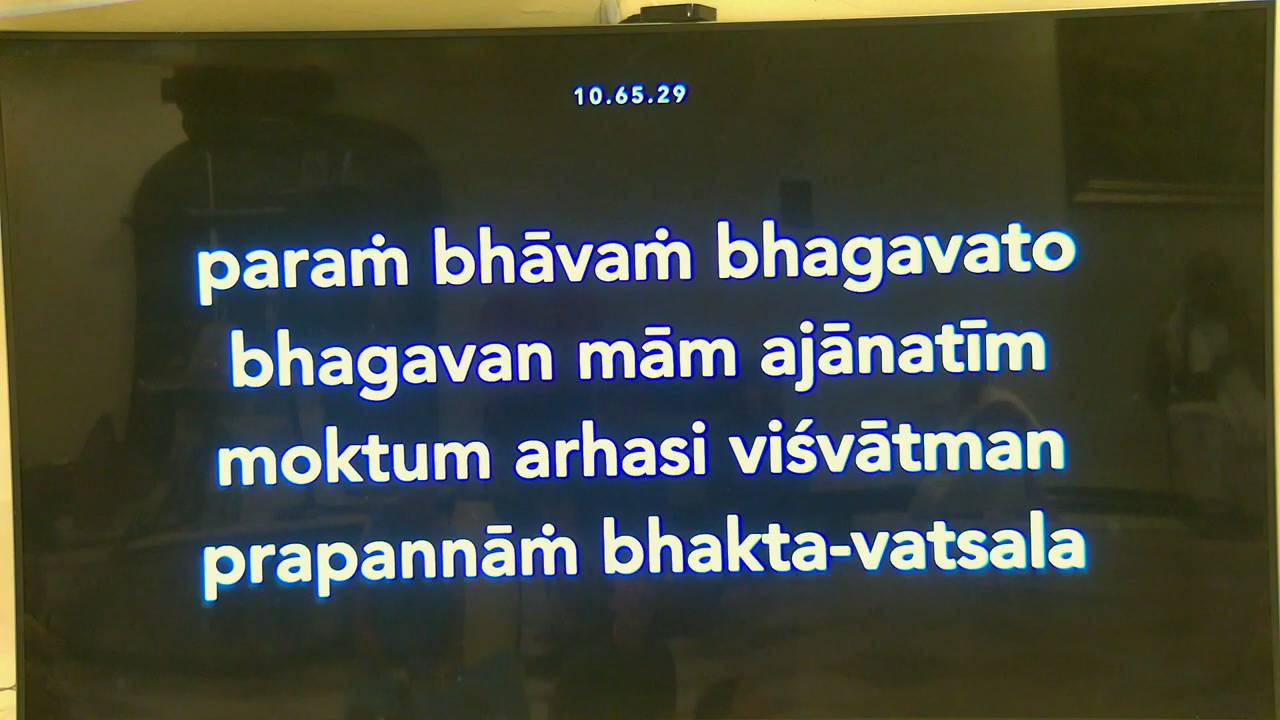 10.65.29
paraṁ bhāvaṁ bhagavato
bhagavan mām ajānatīm
moktum arhasi viśvātman
prapannāṁ bhakta-vatsala